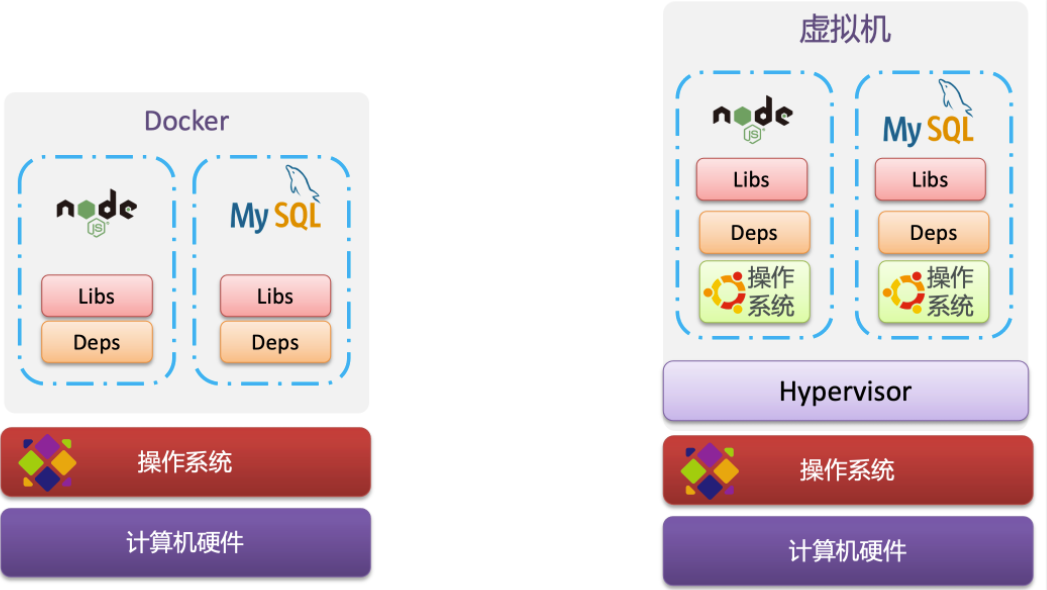 Docker
node
JS
MySQL
Libs
Libs
Deps
Deps
操作系统
计算机硬件
虚拟机
node
JS
MySQL
Libs
Libs
Deps
Deps
操作
系统
操作
系统
Hypervisor
操作系统
计算机硬件